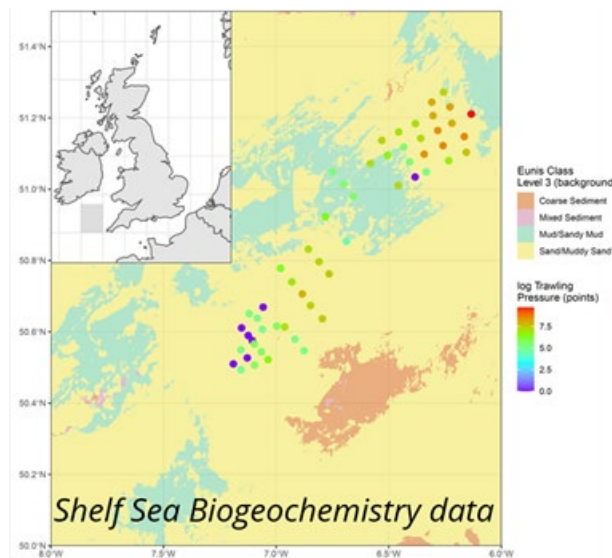 51.4°N
51.2°N
51.0°N
50.8°N
50.6°N
50.4°N
50.2°N
50.0°N
8.0°W 7.5°W 7.0°W 6.5°W 6.0°W
Shelf Sea Biogeochemistry data
Eunis Class
Level 3 (background
Coarse Sediment
Mixed Sediment
Mud/Sandy Mud
Sand/Muddy Sand
log Trawling
Pressure (points)
7.5
5.0
2.5
0.0